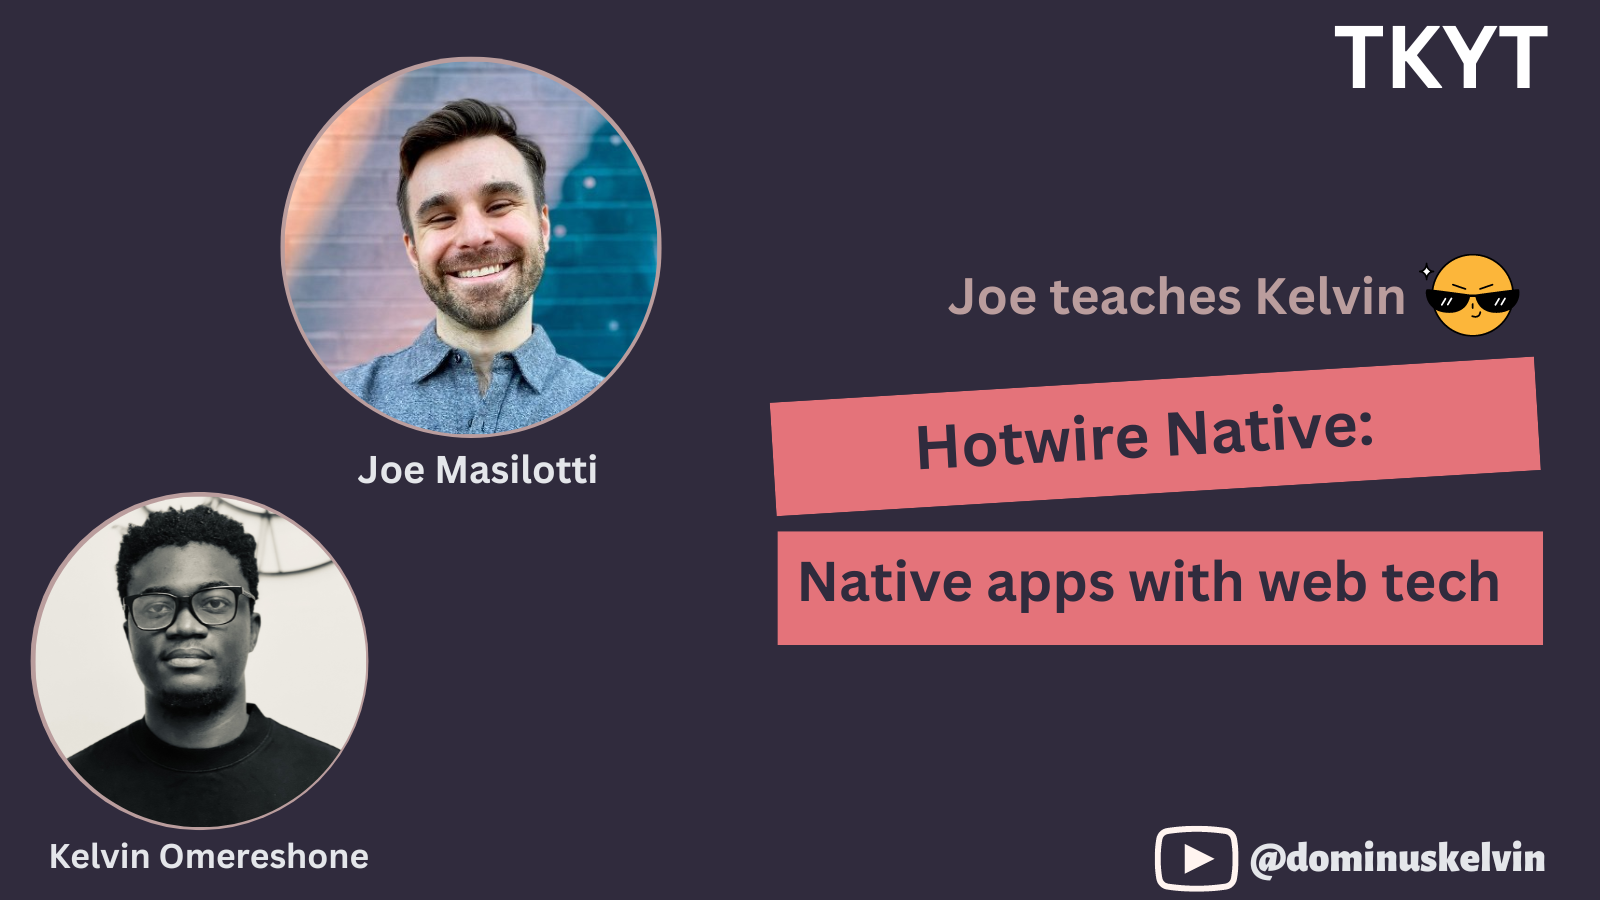 TKYT
Joe Masilotti
Kelvin Omereshone
Joe teaches Kelvin
Hotwire Native:
Native apps with web tech
@dominuskelvin